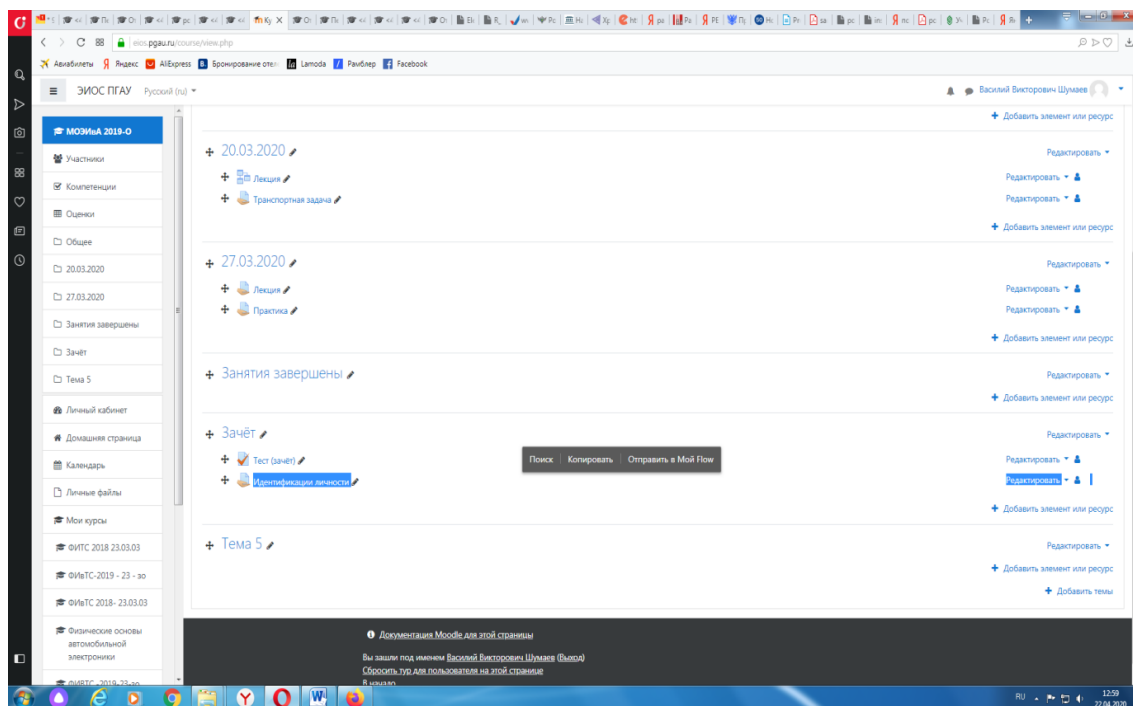 eios.pgau.ru/course/view.php
Авиабилеты Яндекс AliExpress Бронирование отел Lamoda Рамблер Facebook
ЭИОС ПГАУ Русский (ru)
Василий Викторович Шумаев
Добавить элемент или ресурс
МОЭИвА 2019-О
Участники
Компетенции
Оценки
Общее
20.03.2020
27.03.2020
Занятия завершены
Зачёт
Тема 5
Личный кабинет
Домашняя страница
Календарь
Личные файлы
Мои курсы
ФИТС 2018 23.03.03
ФИвТС-2019 - 23 - зо
ФИвТС 2018- 23.03.03
Физические основы
автомобильной
электроники
20.03.2020 Редактировать
Лекция Редактировать
Транспортная задача Редактировать
Добавить элемент или ресурс
27.03.2020 Редактировать
Лекция Редактировать
Практика Редактировать
Добавить элемент или ресурс
Занятия завершены Редактировать
Добавить элемент или ресурс
Зачёт Редактировать
Поиск Копировать Отправить в Мой Flow
Тест (зачёт) Редактировать
Идентификации личности Редактировать
Добавить элемент или ресурс
Тема 5 Редактировать
Добавить элемент или ресурс
Добавить темы
Документация Moodle для этой страницы
Вы зашли под именем Василий Викторович Шумаев (Выход)
Сбросить тур для пользователя на этой странице
В начало
RU 12:59
22.04.2020